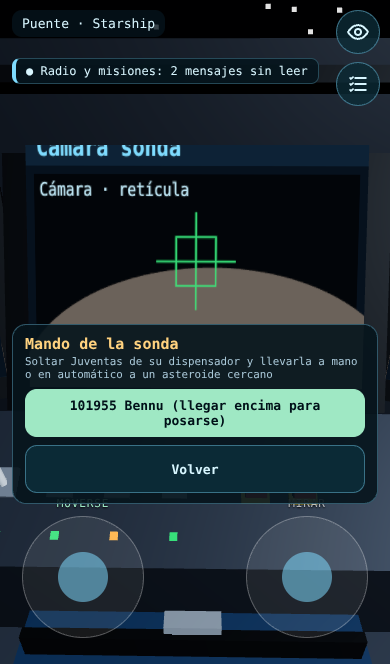 Puente · Starship
● Radio y misiones: 2 mensajes sin leer
Cámara sonda
Cámara · retícula
Mando de la sonda
Soltar Juventas de su dispensador y llevarla a mano
o en automático a un asteroide cercano
101955 Bennu (llegar encima para
posarse)
Volver
MOVERSE
MIRAR